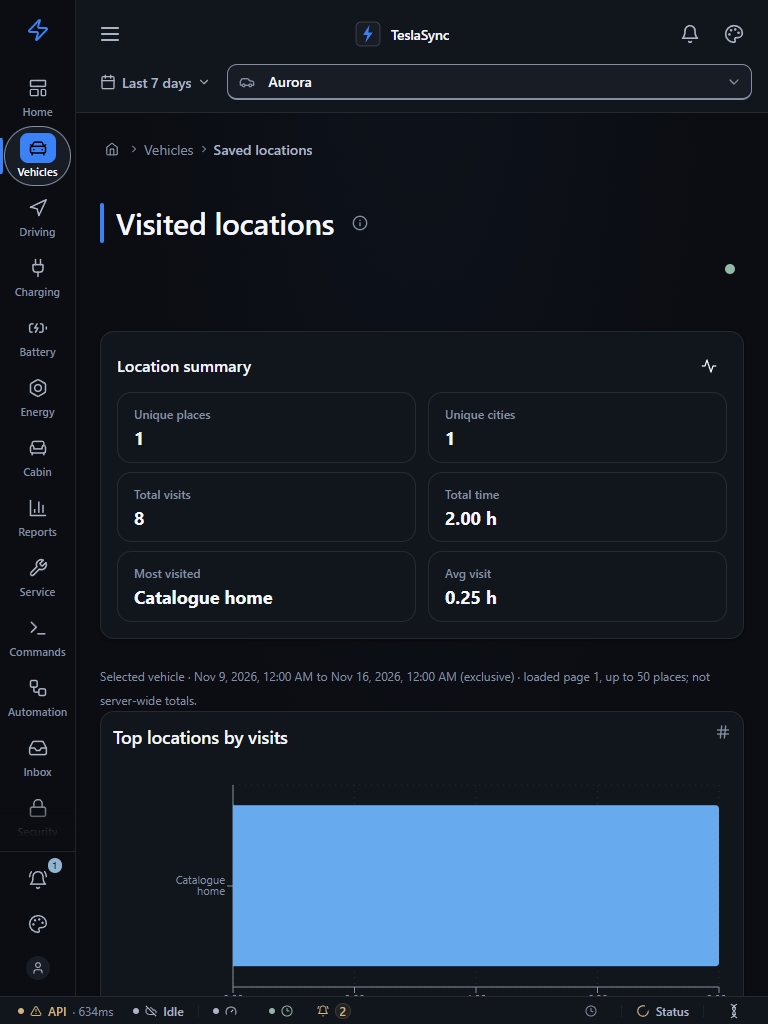 TeslaSync
Last 7 days
Aurora
Home
Vehicles
Driving
Charging
Battery
Energy
Cabin
Reports
Service
Commands
Automation
Inbox
Security
1
Vehicles
Saved locations
Visited locations
Location summary
Unique places
1
Unique cities
1
Total visits
8
Total time
2.00 h
Most visited
Catalogue home
Avg visit
0.25 h
Selected vehicle · Nov 9, 2026, 12:00 AM to Nov 16, 2026, 12:00 AM (exclusive) · loaded page 1, up to 50 places; not
server-wide totals.
Top locations by visits
Catalogue
home
API · 634ms
Idle
2
Status